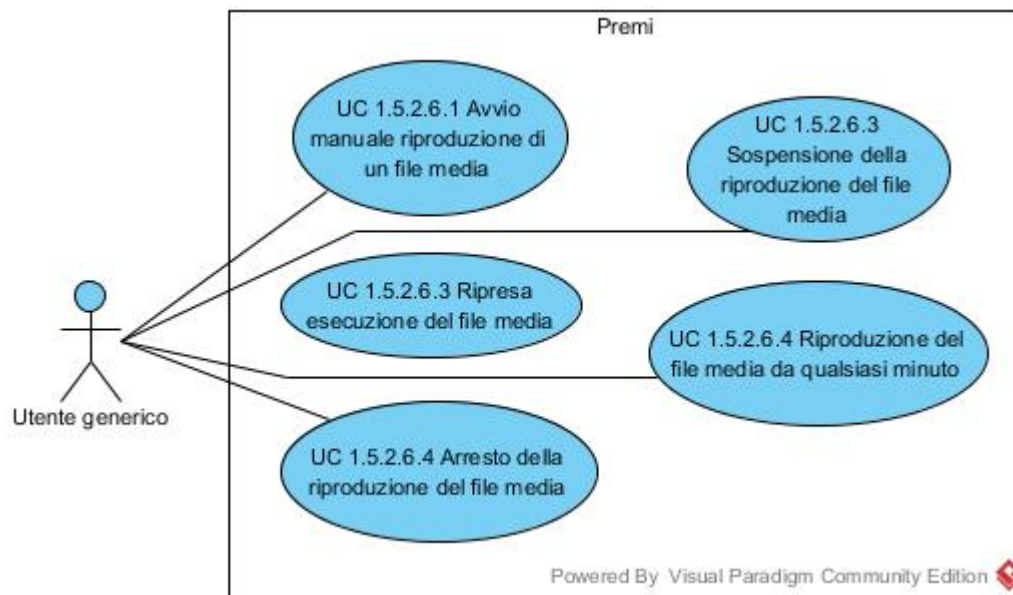 Premi
UC 1.5.2.6.1 Avvio
manuale riproduzione di
un file media
UC 1.5.2.6.3
Sospensione della
riproduzione del file
media
UC 1.5.2.6.3 Ripresa
esecuzione del file media
UC 1.5.2.6.4 Riproduzione del
file media da qualsiasi minuto
Utente generico
UC 1.5.2.6.4 Arresto della
riproduzione del file media
Powered By Visual Paradigm Community Edition